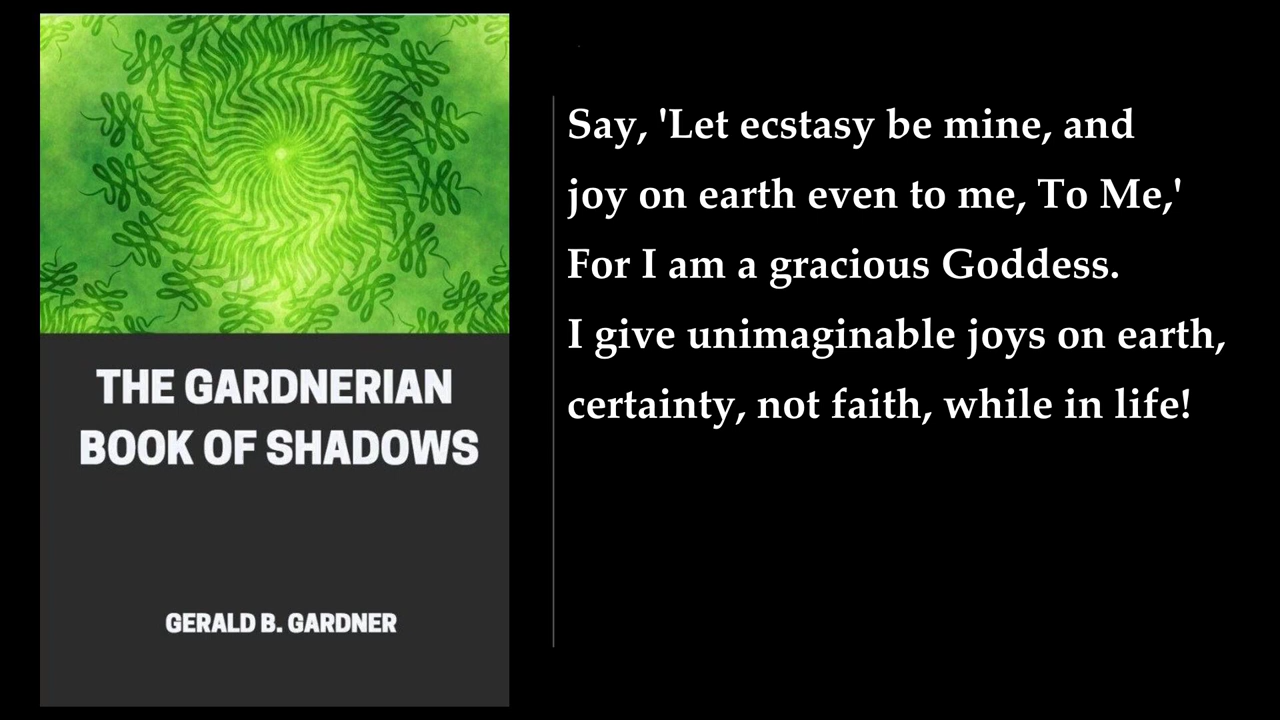 THE GARDNERIAN
BOOK OF SHADOWS
GERALD B. GARDNER
Say, 'Let ecstasy be mine, and
joy on earth even to me, To Me,'
For I am a gracious Goddess.
I give unimaginable joys on earth,
certainty, not faith, while in life!